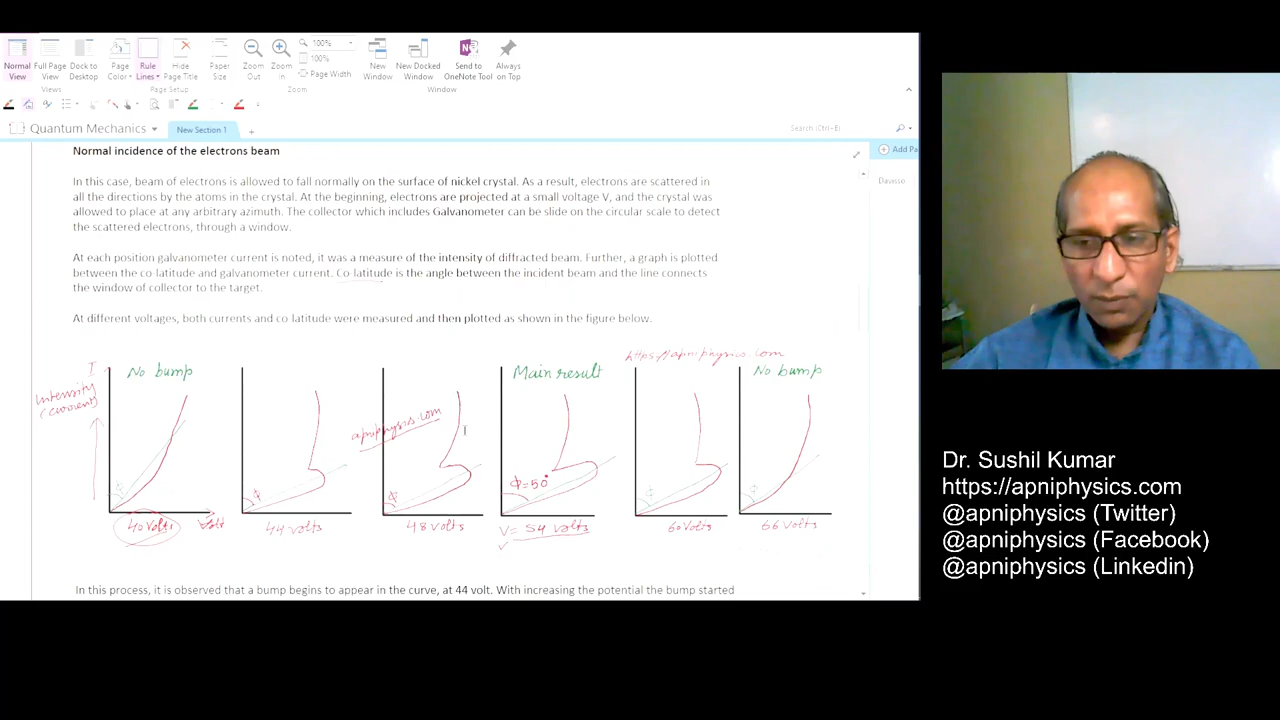 100%
Normal
View
Full Page
View
Dock to
Desktop
Views
Page
Color
Rule
Lines
Hide
Page Title
Paper
Size
Page Setup
Zoom
Out
Zoom
In
100%
Page Width
Zoom
New
Window
New Docked
Window
Send to
OneNote Tool
Always
on Top
Window
Quantum Mechanics
New Section 1
Search (Ctrl+E)
Add Pa
Davisso
Normal incidence of the electrons beam
In this case, beam of electrons is allowed to fall normally on the surface of nickel crystal. As a result, electrons are scattered in
all the directions by the atoms in the crystal. At the beginning, electrons are projected at a small voltage V, and the crystal was
allowed to place at any arbitrary azimuth. The collector which includes Galvanometer can be slide on the circular scale to detect
the scattered electrons, through a window.
At each position galvanometer current is noted, it was a measure of the intensity of diffracted beam. Further, a graph is plotted
between the co-latitude and galvanometer current. Co-latitude is the angle between the incident beam and the line connects
the window of collector to the target.
At different voltages, both currents and co-latitude were measured and then plotted as shown in the figure below.
https://apniphysics.com
I
No bump
Main result
No bump
Intensity
(current)
apniphysics.com
Φ
Φ
Φ
Φ=50°
Φ
Φ
40 volts
Volt
44 volts
48 volts
V= 54 volts
60 volts
66 volts
In this process, it is observed that a bump begins to appear in the curve, at 44 volt. With increasing the potential the bump started
Dr. Sushil Kumar
https://apniphysics.com
@apniphysics (Twitter)
@apniphysics (Facebook)
@apniphysics (Linkedin)